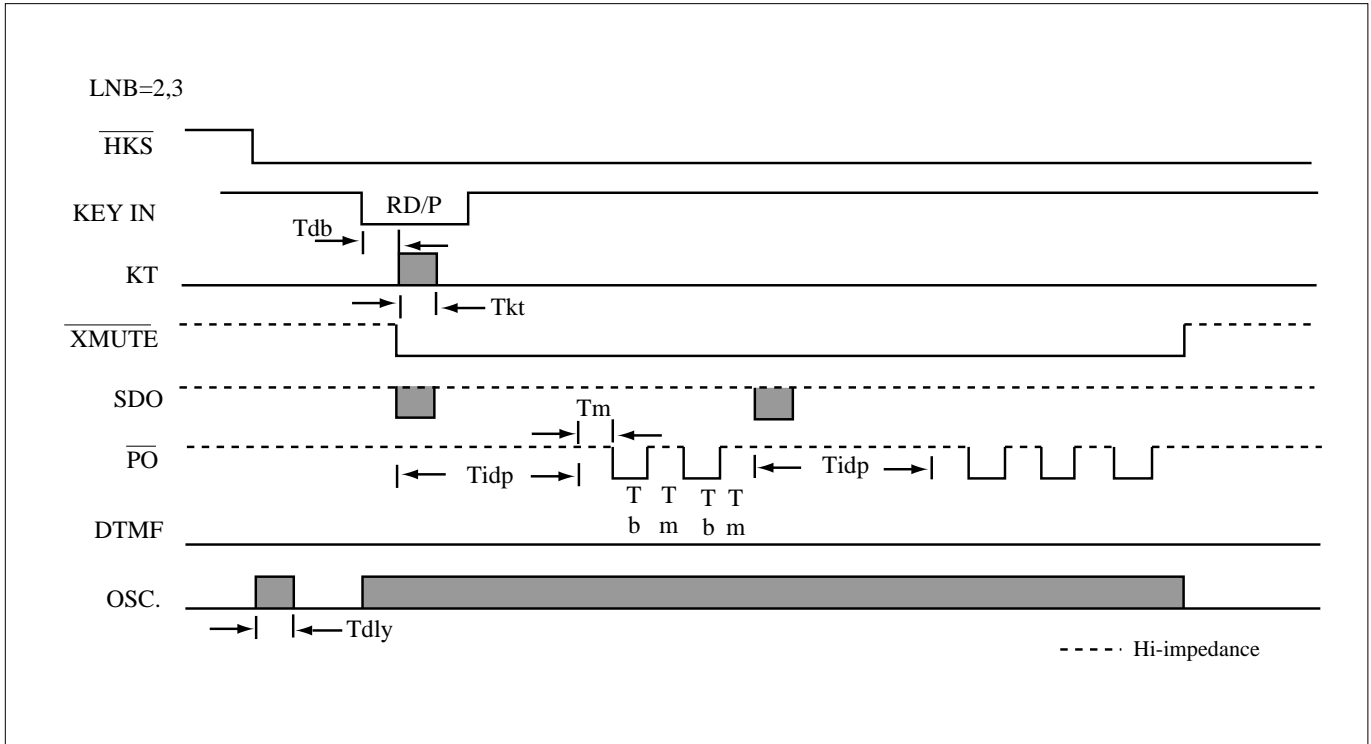 LNB=2,3
HKS
KEY IN
RD/P
Tdb
KT
Tkt
XMUTE
SDO
Tm
PO
Tidp
Tidp
T T T T
b m b m
DTMF
OSC.
Tdly
Hi-impedance